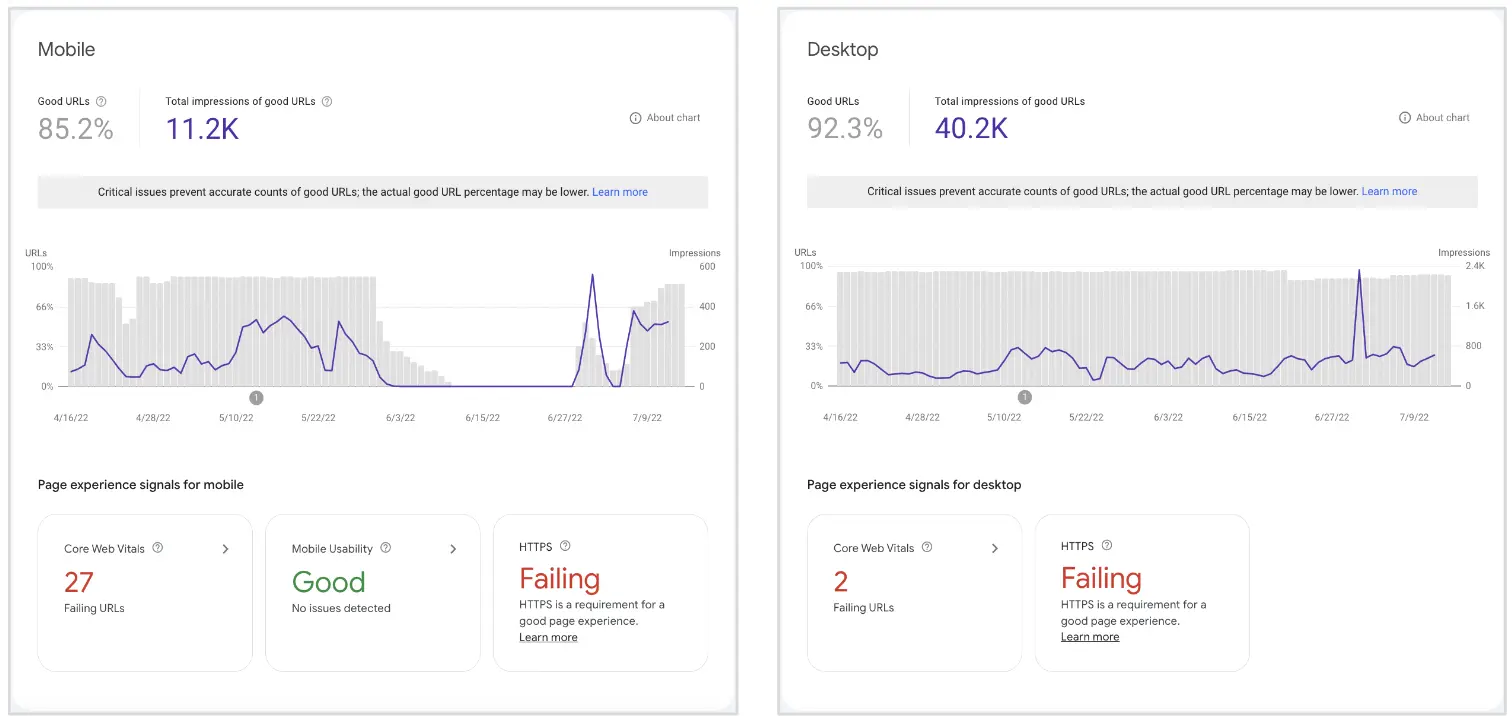 Mobile
Good URLs
Total impressions of good URLs
85.2%
11.2K
About chart
Critical issues prevent accurate counts of good URLs; the actual good URL percentage may be lower. Learn more
URLs
Impressions
100%
600
66%
400
33%
200
0%
0
1
4/16/22 4/28/22 5/10/22 5/22/22 6/3/22 6/15/22 6/27/22 7/9/22
Page experience signals for mobile
Core Web Vitals
27
Failing URLs
Mobile Usability
Good
No issues detected
HTTPS
Failing
HTTPS is a requirement for a
good page experience.
Learn more
Desktop
Good URLs
Total impressions of good URLs
92.3%
40.2K
About chart
Critical issues prevent accurate counts of good URLs; the actual good URL percentage may be lower. Learn more
URLs
Impressions
100%
2.4K
66%
1.6K
33%
800
0%
0
1
4/16/22 4/28/22 5/10/22 5/22/22 6/3/22 6/15/22 6/27/22 7/9/22
Page experience signals for desktop
Core Web Vitals
2
Failing URLs
HTTPS
Failing
HTTPS is a requirement for a
good page experience.
Learn more